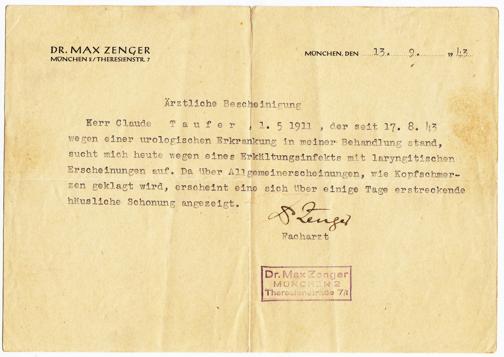 DR. MAX ZENGER
MÜNCHEN 2 / THERESIENSTR. 7
MÜNCHEN, DEN 13. 9. 1943
Ärztliche Bescheinigung
Herr Claude Taufer, 1. 5 1911, der seit 17. 8. 43
wegen einer urologischen Erkrankung in meiner Behandlung stand,
sucht mich heute wegen eines Erkältungsinfekts mit laryngitischen
Erscheinungen auf. Da über Allgemeinerscheinungen, wie Kopfschmer-
zen geklagt wird, erscheint eine sich über einige Tage erstreckende
häusliche Schonung angezeigt.
Dr Zenger
Facharzt
Dr. Max Zenger
MÜNCHEN 2
Theresienstraße 7/I